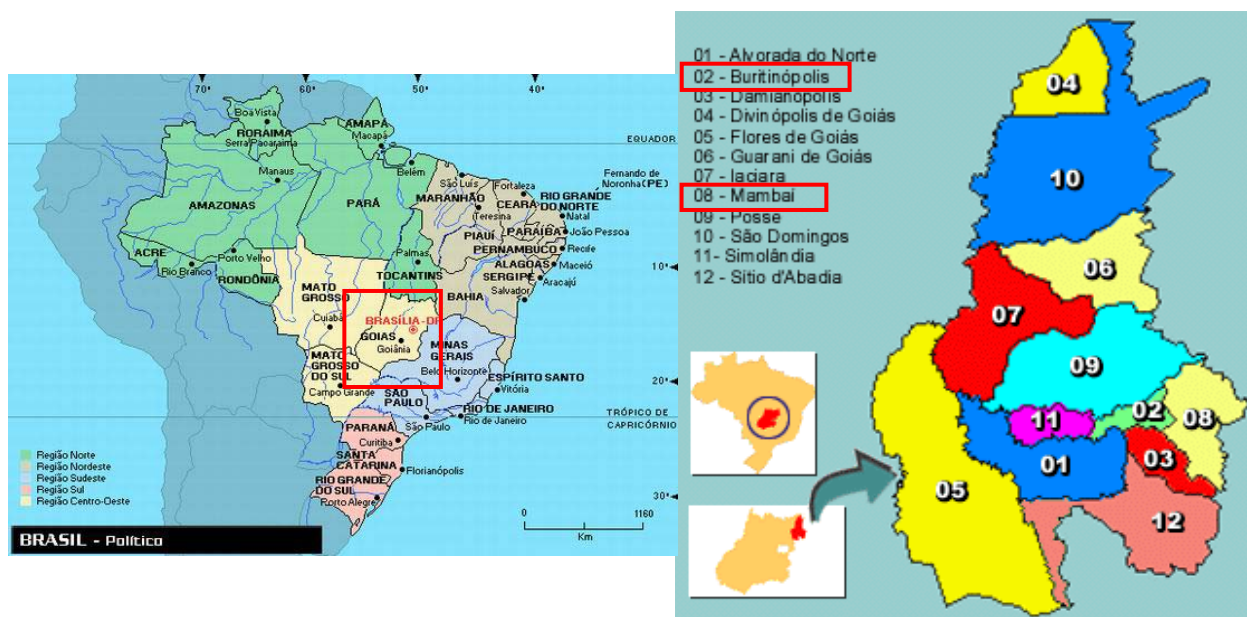 70°
60°
50°
40°
Boa Vista
RORAIMA
Serra Pacaraima
AMAPÁ
Macapá
EQUADOR
Manaus
Belém
São Luís
Fortaleza
Fernando de
Noronha(PE)
AMAZONAS
PARÁ
MARANHÃO
CEARÁ
RIO GRANDE
DO NORTE
Teresina
Natal
PIAUÍ
PARAÍBA
João Pessoa
ACRE
Porto Velho
Palmas
PERNAMBUCO
Recife
Rio Branco
RONDÔNIA
TOCANTINS
ALAGOAS
Maceió
10°
MATO
GROSSO
SERGIPE
Aracajú
BAHIA
Salvador
Cuiabá
BRASÍLIA-DF
GOIAS
Goiânia
MINAS
GERAIS
MATO
GROSSO
DO SUL
Belo Horizonte
ESPÍRITO SANTO
20°
Campo Grande
Vitória
SÃO
PAULO
RIO DE JANEIRO
Rio de Janeiro
TRÓPICO DE
CAPRICÓRNIO
PARANÁ
São Paulo
Curitiba
SANTA
CATARINA
Florianópolis
RIO GRANDE
DO SUL
Porto Alegre
30°
Região Norte
Região Nordeste
Região Sudeste
Região Sul
Região Centro-Oeste
0
1160
Km
BRASIL - Político
01 - Alvorada do Norte
02 - Buritinópolis
03 - Damianópolis
04 - Divinópolis de Goiás
05 - Flores de Goiás
06 - Guarani de Goiás
07 - Iaciara
08 - Mambaí
09 - Posse
10 - São Domingos
11- Simolândia
12 - Sítio d'Abadia
04
10
06
07
09
11
02
08
01
03
05
12